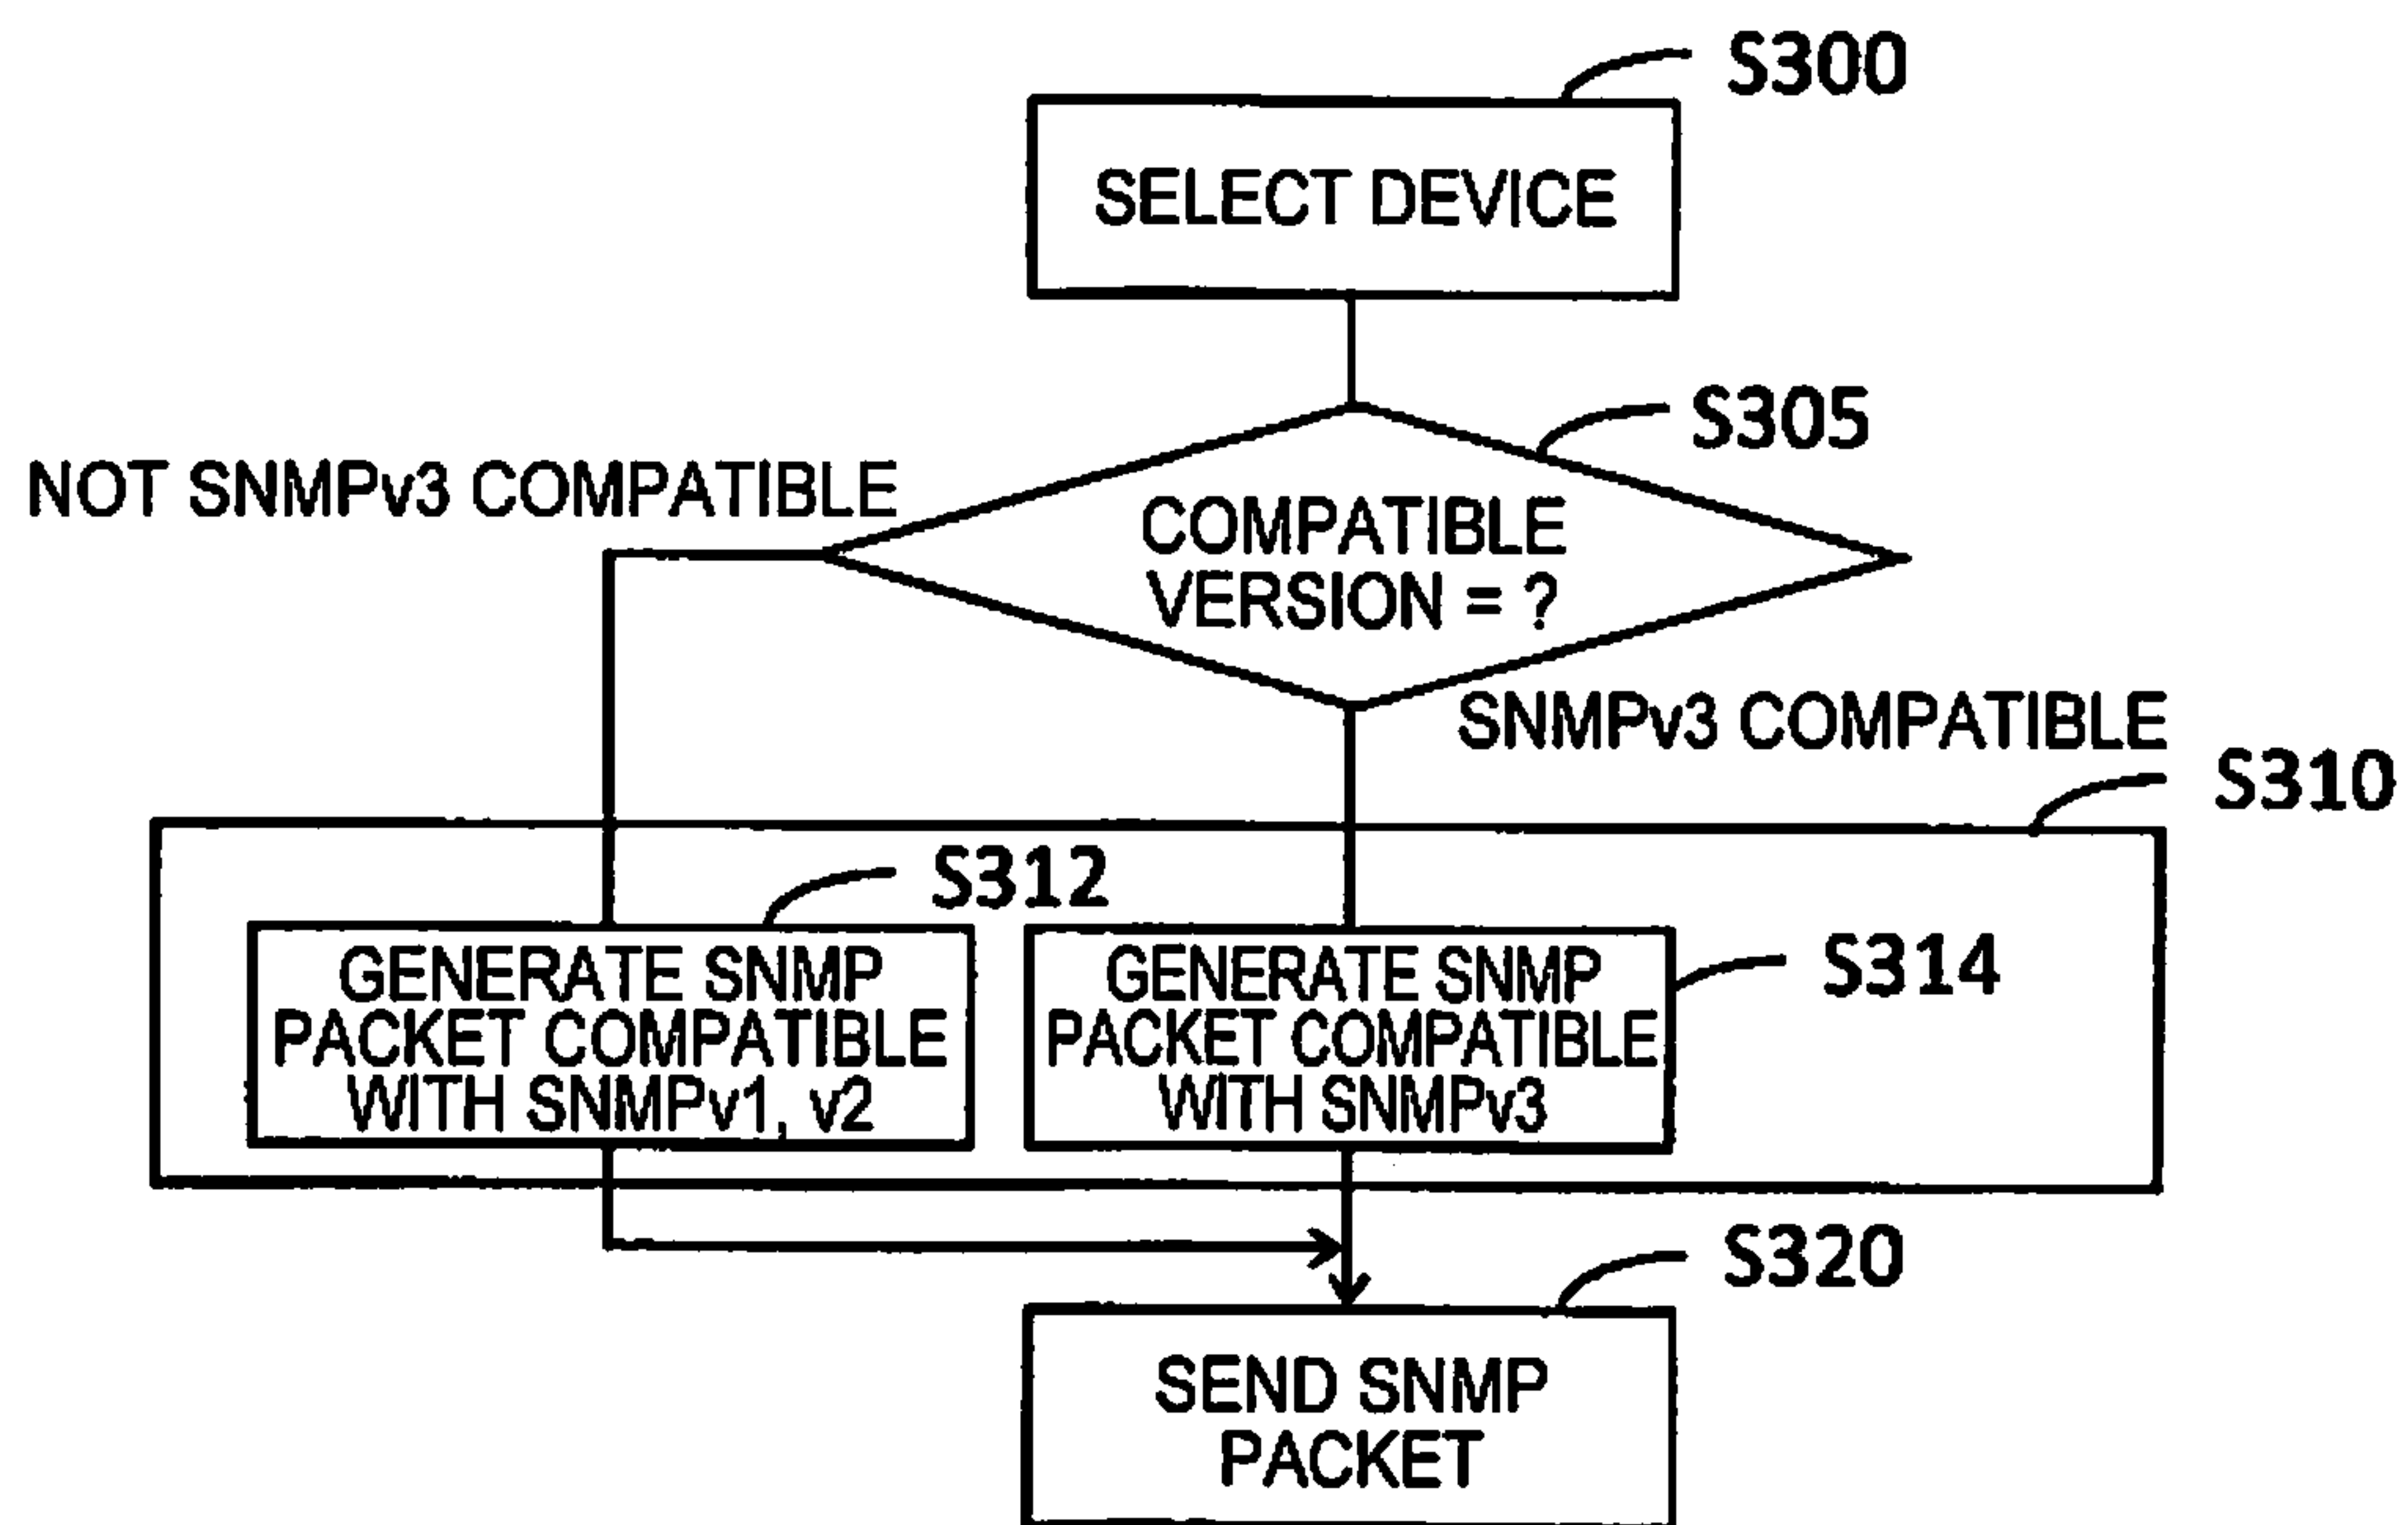 S300
SELECT DEVICE
S305
NOT SNMPv3 COMPATIBLE
COMPATIBLE
VERSION = ?
SNMPv3 COMPATIBLE
S310
S312
GENERATE SNMP
PACKET COMPATIBLE
WITH SNMPv1, v2
GENERATE SNMP
PACKET COMPATIBLE
WITH SNMPv3
S314
S320
SEND SNMP
PACKET